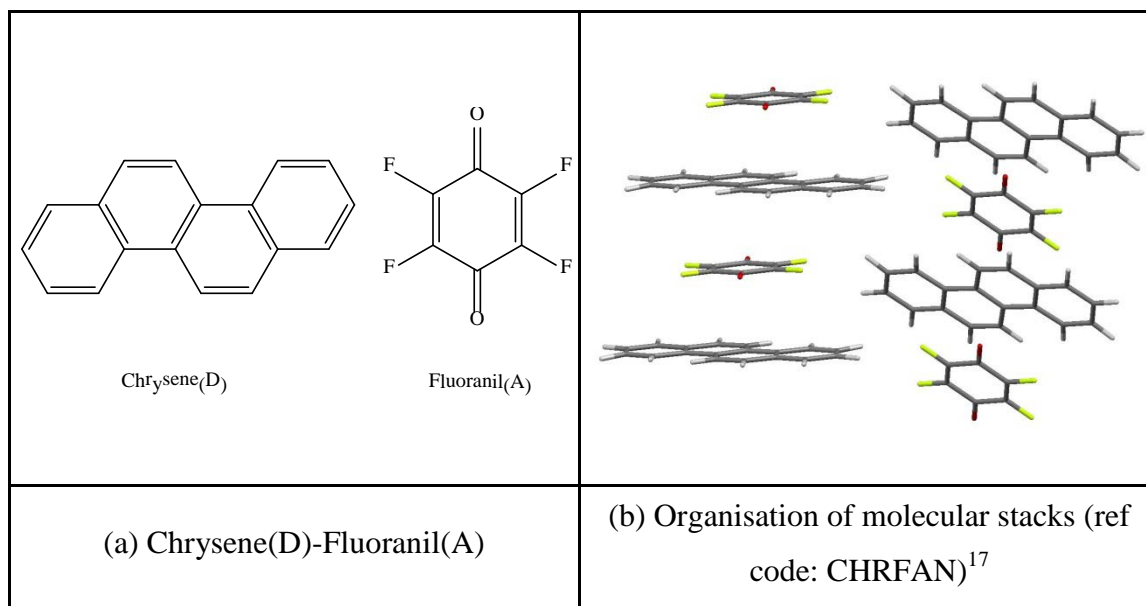 O
F F
F F
O
Chrysene(D) Fluoranil(A)
(a) Chrysene(D)-Fluoranil(A)
(b) Organisation of molecular stacks (ref
code: CHRFAN)17